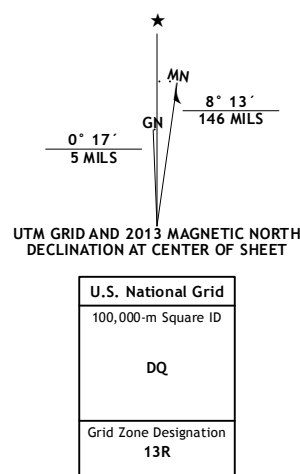 ★
MN
8° 13´
146 MILS
GN
0° 17´
5 MILS
UTM GRID AND 2013 MAGNETIC NORTH
DECLINATION AT CENTER OF SHEET
U.S. National Grid
100,000-m Square ID
DQ
Grid Zone Designation
13R